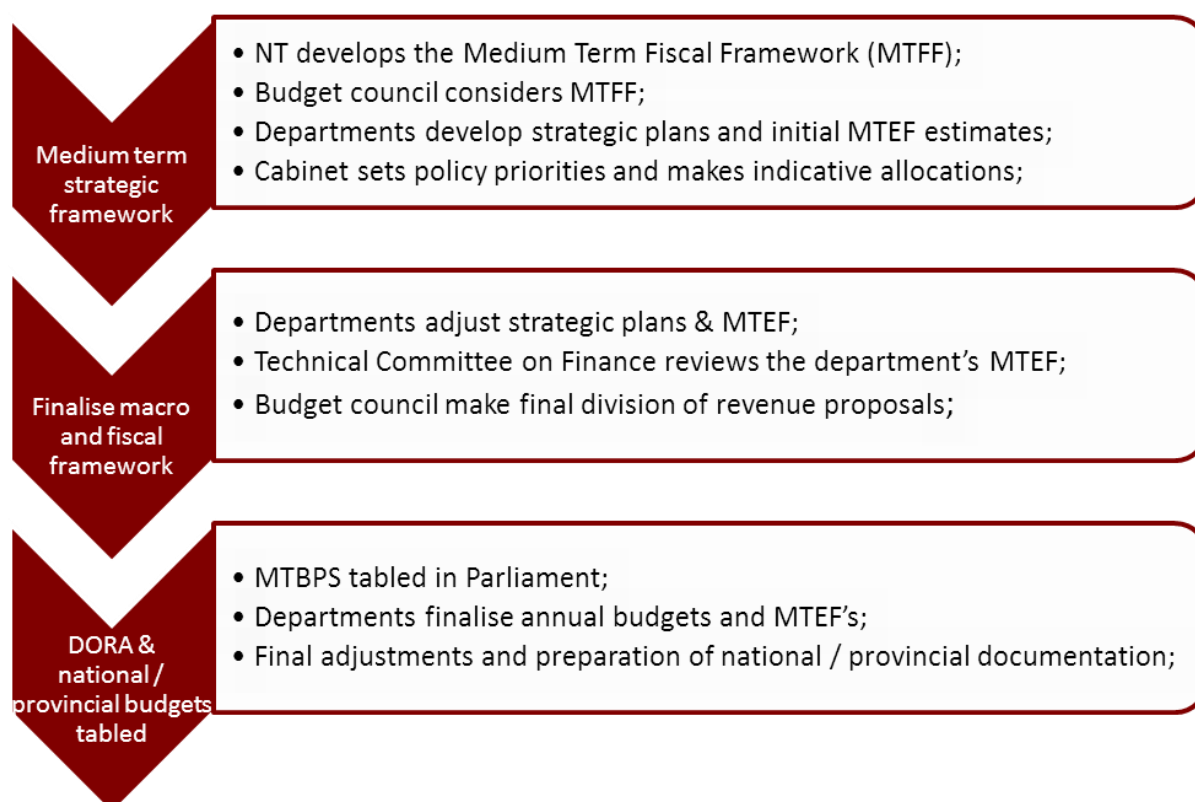 Medium term
strategic
framework
• NT develops the Medium Term Fiscal Framework (MTFF);
• Budget council considers MTFF;
• Departments develop strategic plans and initial MTEF estimates;
• Cabinet sets policy priorities and makes indicative allocations;
Finalise macro
and fiscal
framework
• Departments adjust strategic plans & MTEF;
• Technical Committee on Finance reviews the department’s MTEF;
• Budget council make final division of revenue proposals;
DORA &
national /
provincial budgets
tabled
• MTBPS tabled in Parliament;
• Departments finalise annual budgets and MTEF’s;
• Final adjustments and preparation of national / provincial documentation;